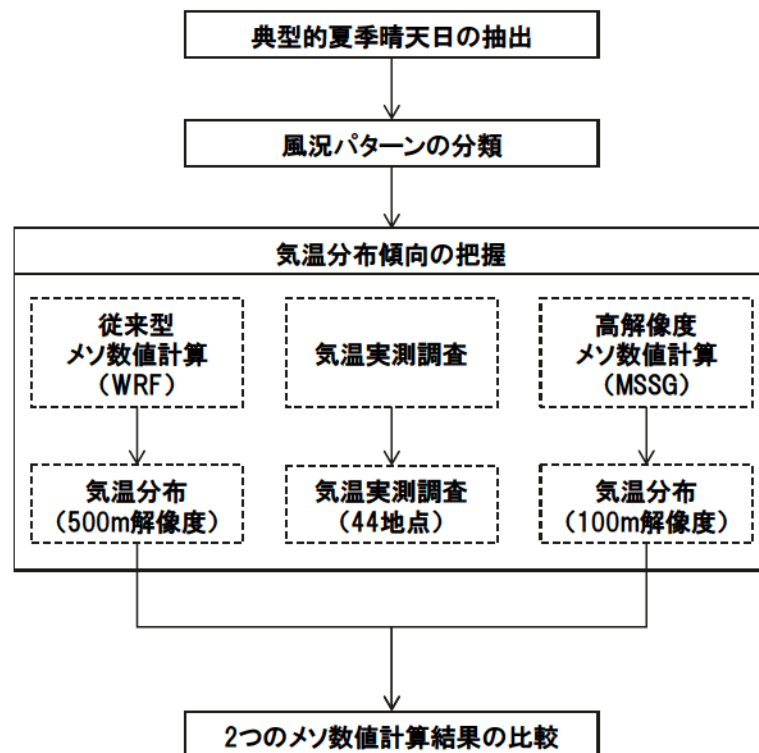 典型的夏季晴天日の抽出
風況パターンの分類
気温分布傾向の把握
従来型
メソ数値計算
（WRF）
気温実測調査
高解像度
メソ数値計算
（MSSG）
気温分布
（500m解像度）
気温実測調査
（44地点）
気温分布
（100m解像度）
2つのメソ数値計算結果の比較